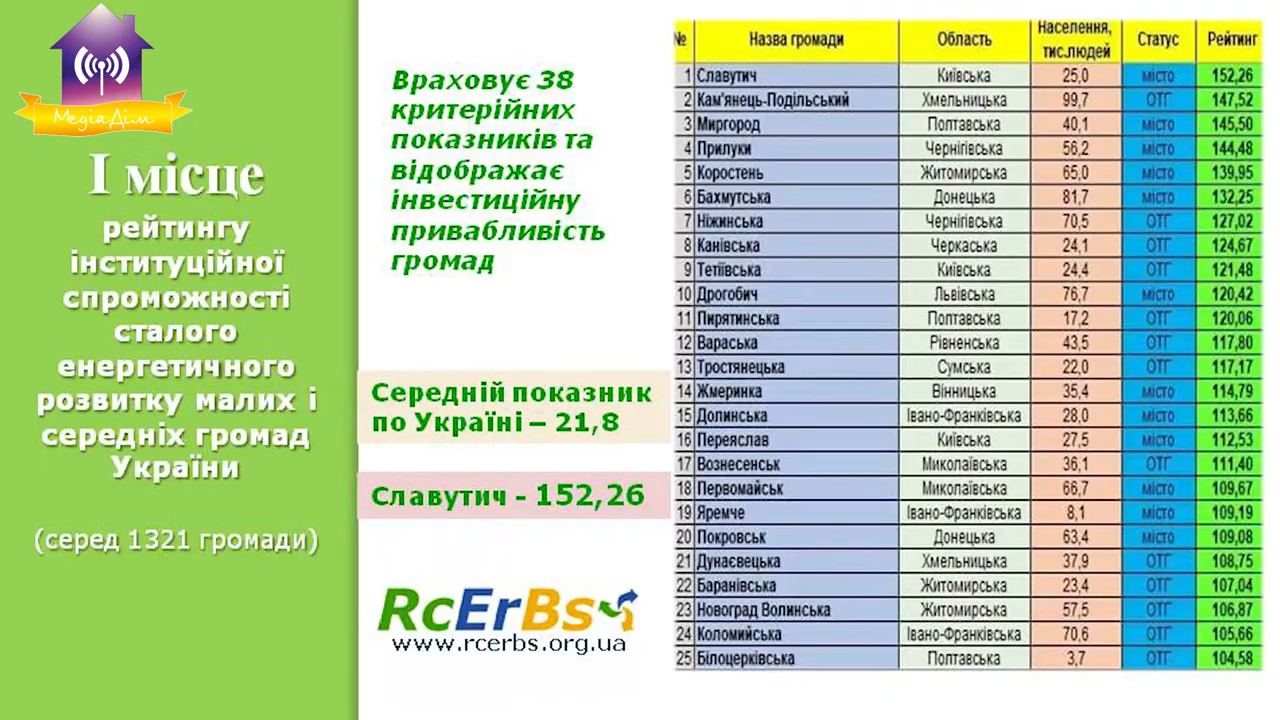 МедіаДім
І місце
рейтингу
інституційної
спроможності
сталого
енергетичного
розвитку малих і
середніх громад
України
(серед 1321 громади)
Враховує 38
критерійних
показників та
відображає
інвестиційну
привабливість
громад
Середній показник
по Україні – 21,8
Славутич - 152,26
RcErBs
www.rcerbs.org.ua
№ Назва громади Область Населення, тис.людей Статус Рейтинг
1 Славутич Київська 25,0 місто 152,26
2 Кам'янець-Подільський Хмельницька 99,7 ОТГ 147,52
3 Миргород Полтавська 40,1 місто 145,50
4 Прилуки Чернігівська 56,2 місто 144,48
5 Коростень Житомирська 65,0 місто 139,95
6 Бахмутська Донецька 81,7 місто 132,25
7 Ніжинська Чернігівська 70,5 ОТГ 127,02
8 Канівська Черкаська 24,1 ОТГ 124,67
9 Тетіївська Київська 24,4 ОТГ 121,48
10 Дрогобич Львівська 76,7 місто 120,42
11 Пирятинська Полтавська 17,2 ОТГ 120,06
12 Вараська Рівненська 43,5 ОТГ 117,80
13 Тростянецька Сумська 22,0 ОТГ 117,17
14 Жмеринка Вінницька 35,4 місто 114,79
15 Долинська Івано-Франківська 28,0 місто 113,66
16 Переяслав Київська 27,5 місто 112,53
17 Вознесенськ Миколаївська 36,1 ОТГ 111,40
18 Первомайськ Миколаївська 66,7 місто 109,67
19 Яремче Івано-Франківська 8,1 місто 109,19
20 Покровськ Донецька 63,4 місто 109,08
21 Дунаєвецька Хмельницька 37,9 ОТГ 108,75
22 Баранівська Житомирська 23,4 ОТГ 107,04
23 Новоград Волинська Житомирська 57,5 ОТГ 106,87
24 Коломийська Івано-Франківська 70,6 ОТГ 105,66
25 Білоцерківська Полтавська 3,7 ОТГ 104,58